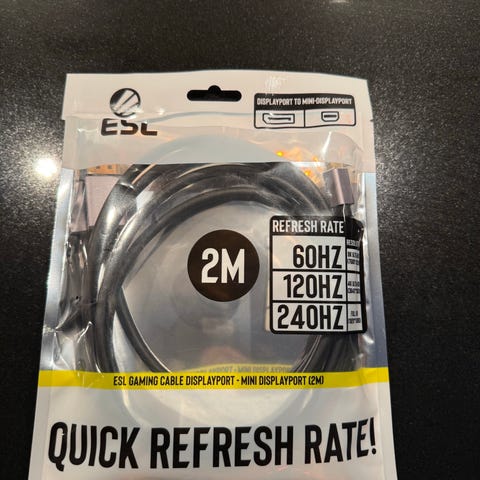 DISPLAYPORT TO MINI-DISPLAYPORT
ESL
REFRESH RATE
60HZ
120HZ
240HZ
2M
ESL GAMING CABLE DISPLAYPORT - MINI DISPLAYPORT (2M)
QUICK REFRESH RATE!